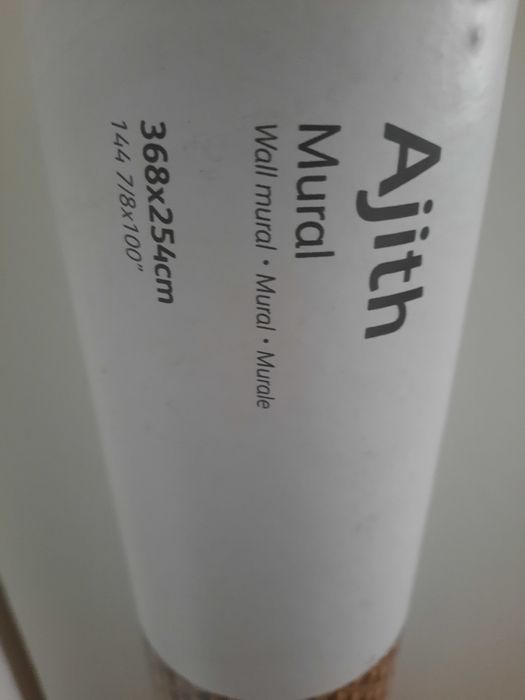 Ajith
Mural
Wall mural • Mural • Murale
368x254cm
144 7/8x100"